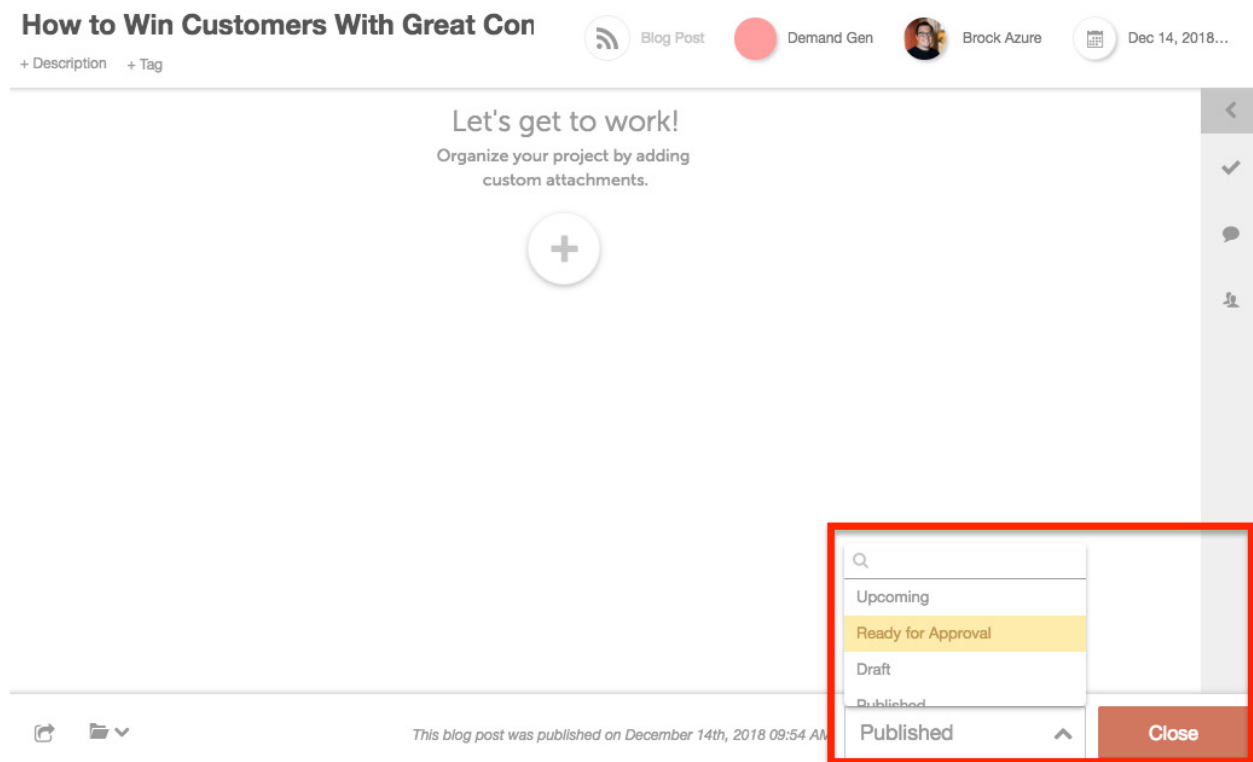 How to Win Customers With Great Con
Blog Post
Demand Gen
Brock Azure
Dec 14, 2018...
+ Description + Tag
Let's get to work!
Organize your project by adding
custom attachments.
Upcoming
Ready for Approval
Draft
Published
This blog post was published on December 14th, 2018 09:54 AM
Published
Close